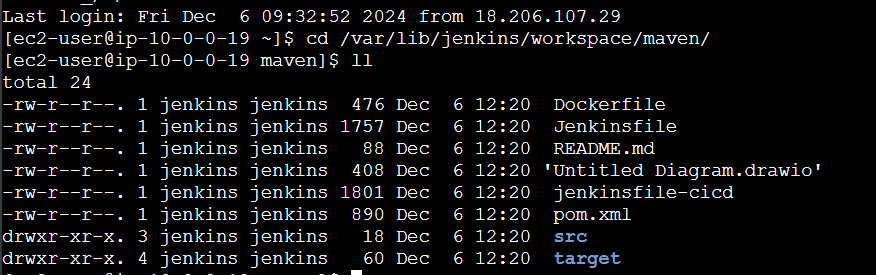 Last login: Fri Dec  6 09:32:52 2024 from 18.206.107.29
[ec2-user@ip-10-0-0-19 ~]$ cd /var/lib/jenkins/workspace/maven/
[ec2-user@ip-10-0-0-19 maven]$ ll
total 24
-rw-r--r--. 1 jenkins jenkins  476 Dec  6 12:20  Dockerfile
-rw-r--r--. 1 jenkins jenkins 1757 Dec  6 12:20  Jenkinsfile
-rw-r--r--. 1 jenkins jenkins   88 Dec  6 12:20  README.md
-rw-r--r--. 1 jenkins jenkins  408 Dec  6 12:20 'Untitled Diagram.drawio'
-rw-r--r--. 1 jenkins jenkins 1801 Dec  6 12:20  jenkinsfile-cicd
-rw-r--r--. 1 jenkins jenkins  890 Dec  6 12:20  pom.xml
drwxr-xr-x. 3 jenkins jenkins   18 Dec  6 12:20  src
drwxr-xr-x. 4 jenkins jenkins   60 Dec  6 12:20  target